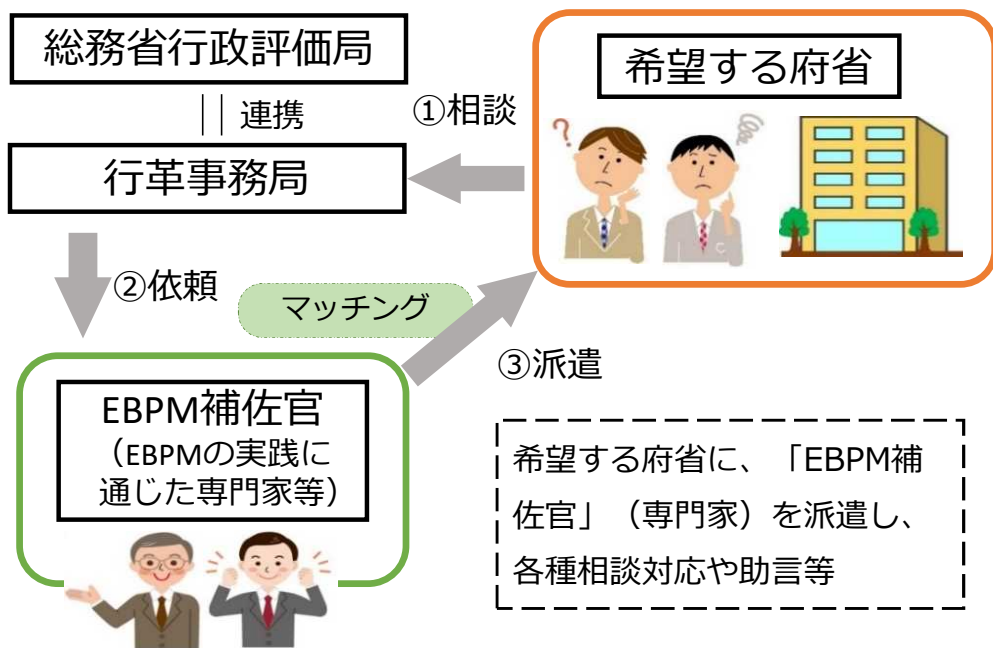 総務省行政評価局
連携
行革事務局
①相談
希望する府省
?
②依頼
マッチング
③派遣
EBPM補佐官
（EBPMの実践に
通じた専門家等）
希望する府省に、「EBPM補
佐官」（専門家）を派遣し、
各種相談対応や助言等